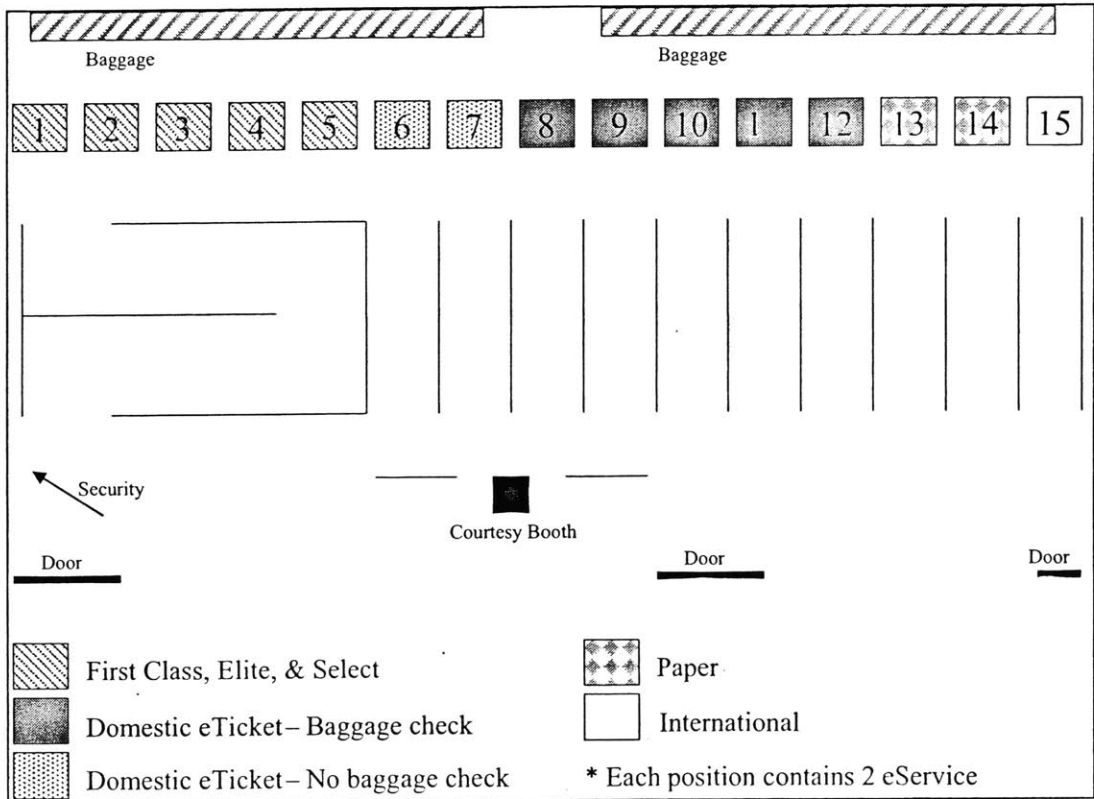 Baggage Baggage
1 2 3 4 5 6 7 8 9 10 1 12 13 14 15
Security
Courtesy Booth
Door Door Door
First Class, Elite, & Select
Paper
Domestic eTicket– Baggage check
International
Domestic eTicket– No baggage check
* Each position contains 2 eService